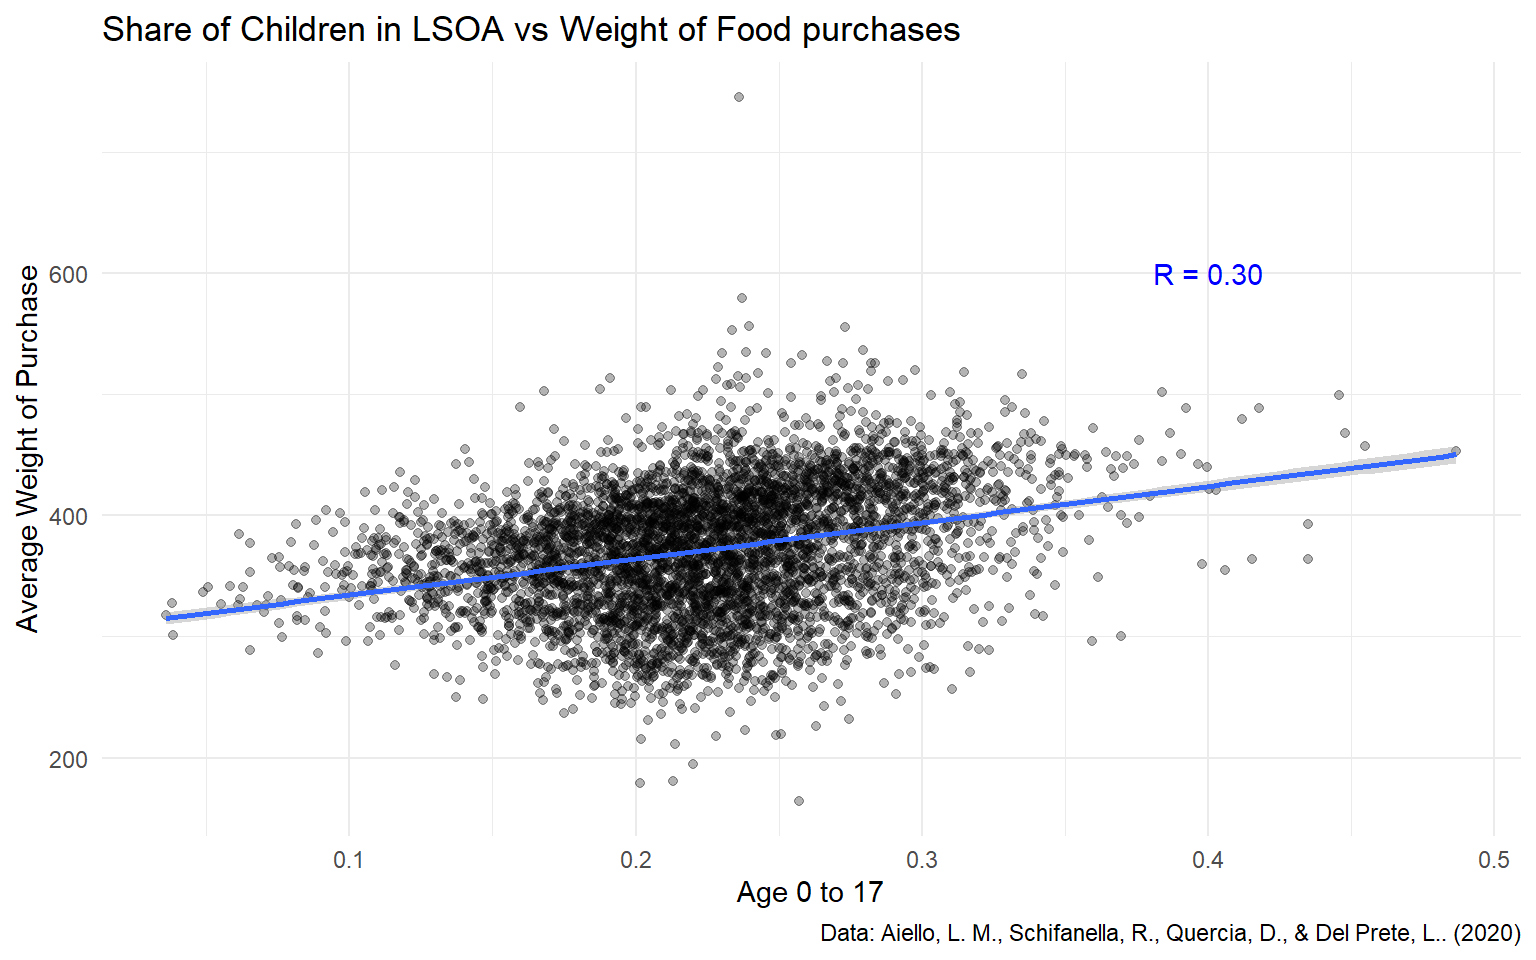 Share of Children in LSOA vs Weight of Food purchases
Average Weight of Purchase
600
400
200
R = 0.30
0.1
0.2
0.3
0.4
0.5
Age 0 to 17
Data: Aiello, L. M., Schifanella, R., Quercia, D., & Del Prete, L.. (2020)